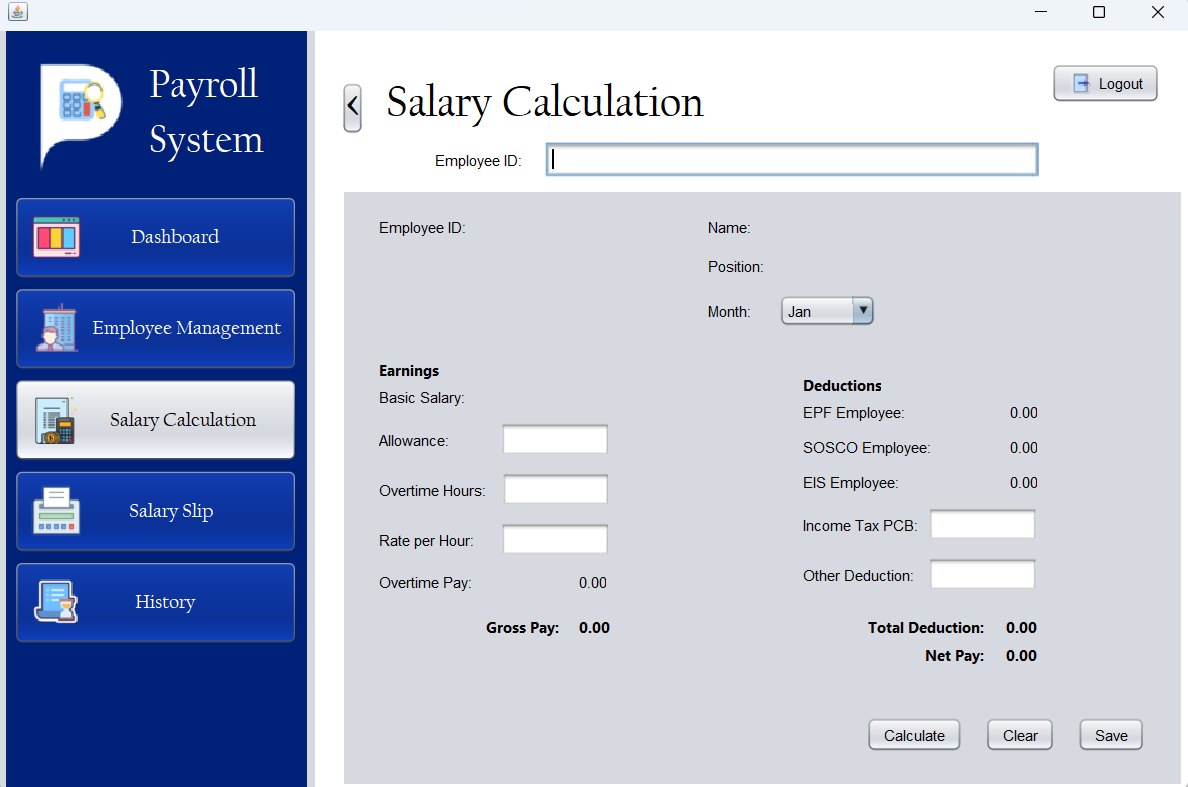 Payroll
System
Dashboard
Employee Management
Salary Calculation
Salary Slip
History
Logout
Salary Calculation
Employee ID:
Employee ID:
Name:
Position:
Month: Jan
Earnings
Basic Salary:
Allowance:
Overtime Hours:
Rate per Hour:
Overtime Pay: 0.00
Gross Pay: 0.00
Deductions
EPF Employee: 0.00
SOSCO Employee: 0.00
EIS Employee: 0.00
Income Tax PCB:
Other Deduction:
Total Deduction: 0.00
Net Pay: 0.00
Calculate Clear Save